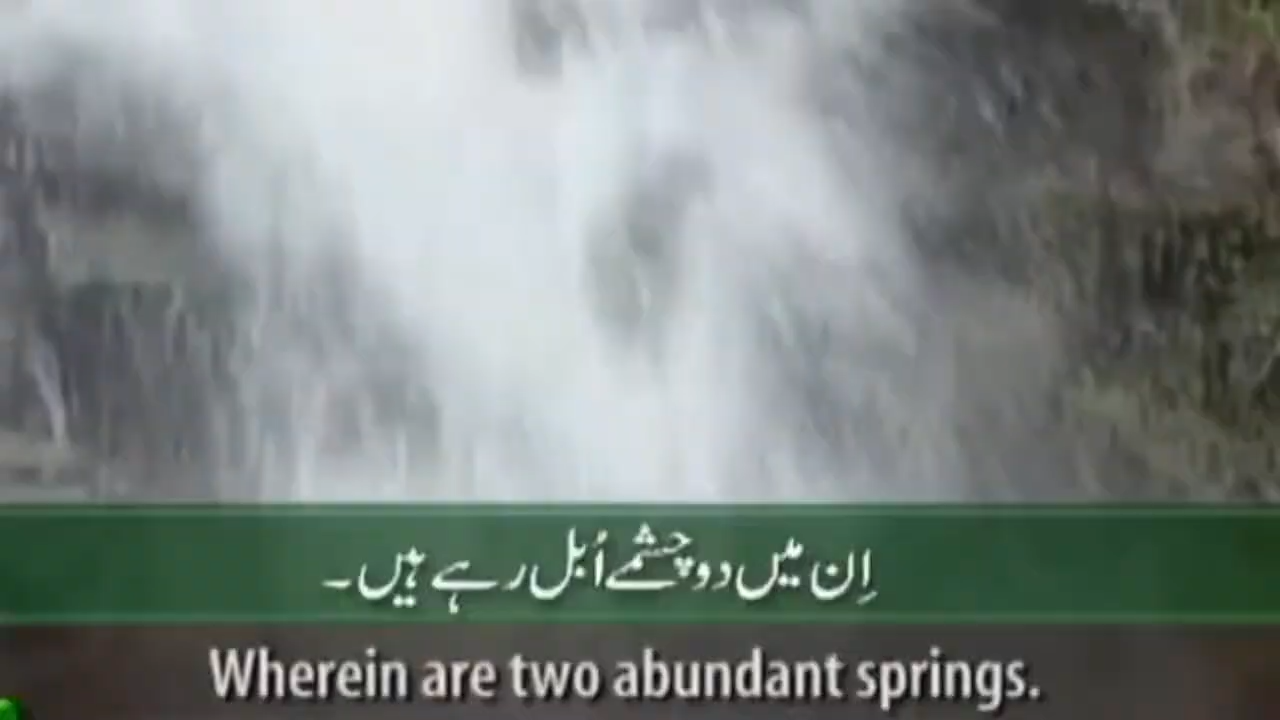 اِن میں دو چشمے اُبل رہے ہیں۔
Wherein are two abundant springs.